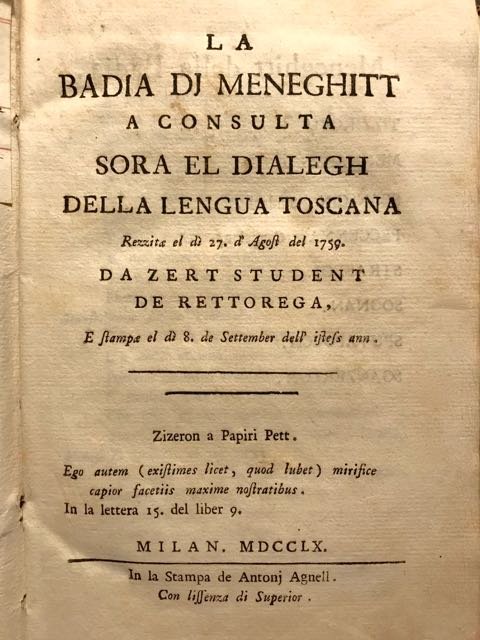 LA
BADIA DJ MENEGHITT
A CONSULTA
SORA EL DIALEGH
DELLA LENGUA TOSCANA
Rezzitæ el dì 27. d' Agoſt del 1759.
DA ZERT STUDENT
DE RETTOREGA,
E ſtampæ el dì 8. de Settember dell' iſteſs ann.
Zizeron a Papiri Pett.
Ego autem (exiſtimes licet, quod lubet) mirifice
capior facetiis maxime noſtratibus.
In la lettera 15. del liber 9.
MILAN. MDCCLX.
In la Stampa de Antonj Agnell.
Con liſſenza di Superior.